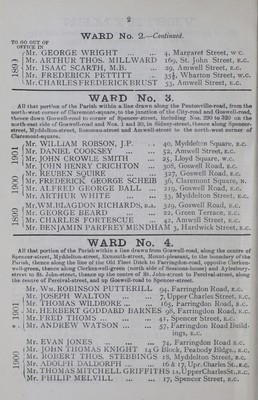 2
WARD No. 2.—Continued.
TO GO OUT OF
OFFICE IN
1899
Mr. GEORGE WRIGHT .. 4, Margaret Street, W C.
Mr. ARTHUR THOS. MILLWARD 169, St. John Street, E.C.
Mr. ISAAC SCARTH, M.B. .. 29, Amwell Street, E.C.
Mr. FREDERICK PETTITT .. 35½, Wharton Street, W.C.
Mr. CHARLES FREDERICK BRUST 53, Amwell Street, E.C.
WARD No. 3.
All that portion of the Parish within a line drawn along the Pentonville-road, from the
north-west corner of Claremont-square, to the junction of the City-road and Goswell-road,
thence down Goswell-road to corner of Spencer-street, including Nos. 290 to 320 on the
north-east side of Goswell-road and Nos. 1 and 30, in Sidney-street, thence along Spencer-
street, Myddelton-street, Rosoman-street and Amwell-street to the north-west corner of
Claremont-square.
1901
Mr. WILLIAM ROBSON, J.P. .. 40, Myddelton Square, E.C.
Mr. DANIEL COOKSEY .. 52, Amwell Street, E.C.
Mr. JOHN CROWLE SMITH .. 25, Lloyd Square, W.C.
Mr. JOHN HENRY CRICHTON .. 308, Goswell Road, E.C.
1900
Mr. REUBEN SQUIRE .. 327, Goswell Road, E.C.
Mr. FREDERICK GEORGE SCHEIB 36, Claremont Square, N.
Mr. ALFRED GEORGE BALL .. 219, Goswell Road, E.C.
Mr. ARTHUR WHITE .. 33, Myddelton Street, E.C.
1899
Mr. WM. HLAGDON RICHARDS, B.A. 329, Goswell Road, E.C.
Mr. GEORGE BEARD .. 22, Green Terrace, E.C.
Mr. CHARLES FORTESCUE .. 42, Amwell Street, E.C.
Mr. BENJAMIN PARFREY MENDHAM 3, Hardwick Street, E.C.
WARD No. 4.
All that portion of the Parish within a line drawn from Goswell-road, along the centre of
Spencer-street, Myddelton-street, Exmouth-street, Mount-pleasant, to the boundary of the
Parish, thence along the line of the Old Fleet Ditch to Farringdon-road, opposite Clerken-
well-green, thence along Clerkenwell-green (north side of Sessions-house) and Aylesbury-
street to St. John-street, thence up the centre of St. John-street to Percival-street, along
the centre of Percival-street, and up Goswell-road to Spencer-street.
1901
Mr. WM. ROBINSON PUTTERILL 94, Farringdon Road, E.C.
Mr. JOSEPH WALTON .. 7, Upper Charles Street, E.C.
Mr. THOMAS WILDMORE .. 165, Farringdon Road, E.C.
Mr. HERBERT GODDARD BARNES 98, Farringdon Road, E.C.
Mr. FRED THOMS .. 41, Spencer Street, E.C.
Mr. ANDREW WATSON .. 57, Farringdon Road Build-
ings, E.C.
1900
Mr. EVAN JONES .. 74, Farringdon Road E.C.
Mr. JOHN THOMAS KNIGHT 14 G Block, Peabody Bldgs., E.C.
Mr. ROBERT THOS. STEBBINGS 18, Myddelton Street, E.C.
Mr. ADOLPH DALDORPH .. 16 & 17, Upr. Charles St., E.C.
Mr. THOMAS MITCHELL GRIFFITHS 12, Upper Charles St., E.C.
Mr. PHILIP MELVILL .. 17, Spencer Street, E.C.